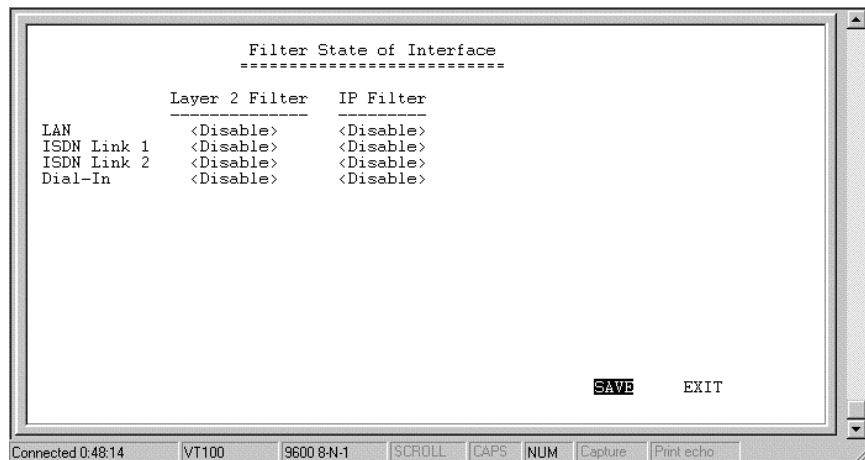 Filter State of Interface
===========================
Layer 2 Filter IP Filter
-------------- ---------
LAN <Disable> <Disable>
ISDN Link 1 <Disable> <Disable>
ISDN Link 2 <Disable> <Disable>
Dial-In <Disable> <Disable>
SAVE EXIT
Connected 0:48:14 VT100 9600 8-N-1 SCROLL CAPS NUM Capture Print echo